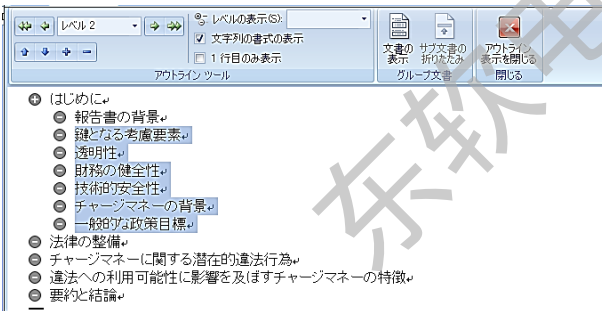 レベル 2
レベルの表示(S):
文字列の書式の表示
1 行目のみ表示
文書の表示
サブ文書の折りたたみ
アウトライン表示を閉じる
アウトライン ツール
グループ文書
閉じる
はじめに
報告書の背景
鍵となる考慮要素
透明性
財務の健全性
技術的安全性
チャージマネーの背景
一般的な政策目標
法律の整備
チャージマネーに関する潜在的違法行為
違法への利用可能性に影響を及ぼすチャージマネーの特徴
要約と結論
东软电